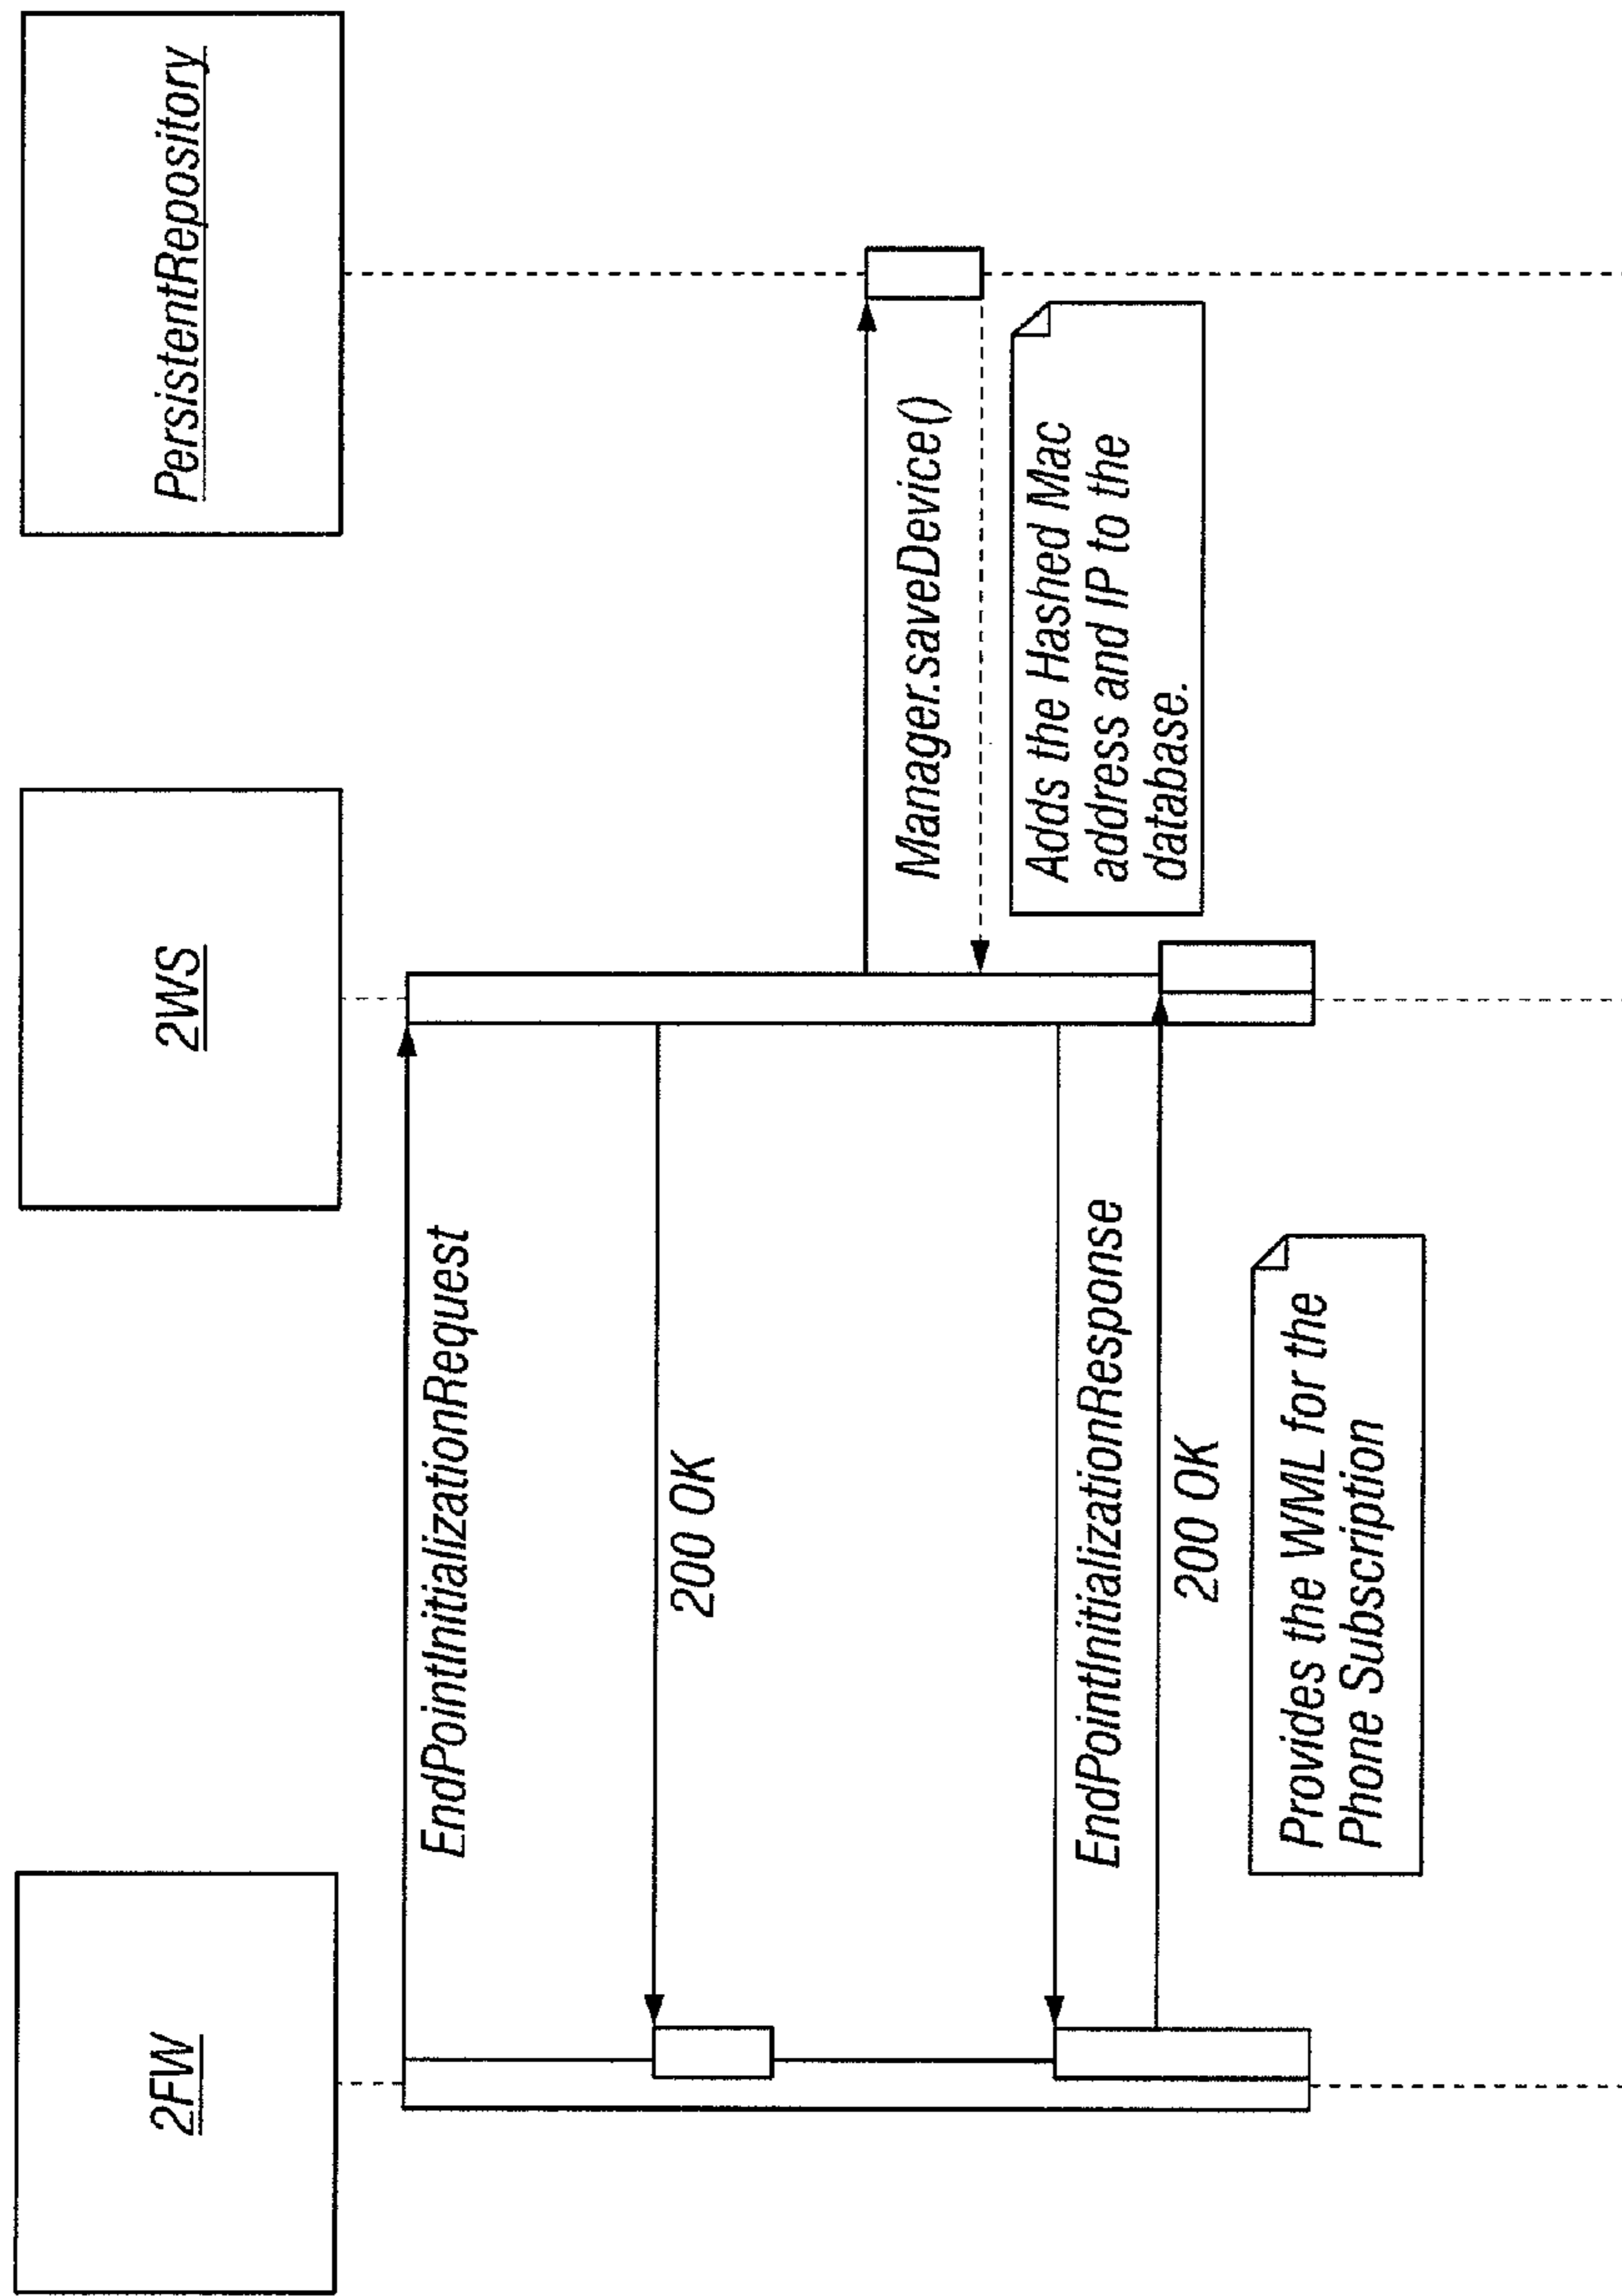 2FW
2WS
PersistentRepository
EndPointInitializationRequest
200 OK
Manager.saveDevice()
Adds the Hashed Mac
address and IP to the
database.
EndPointInitializationResponse
200 OK
Provides the WML for the
Phone Subscription